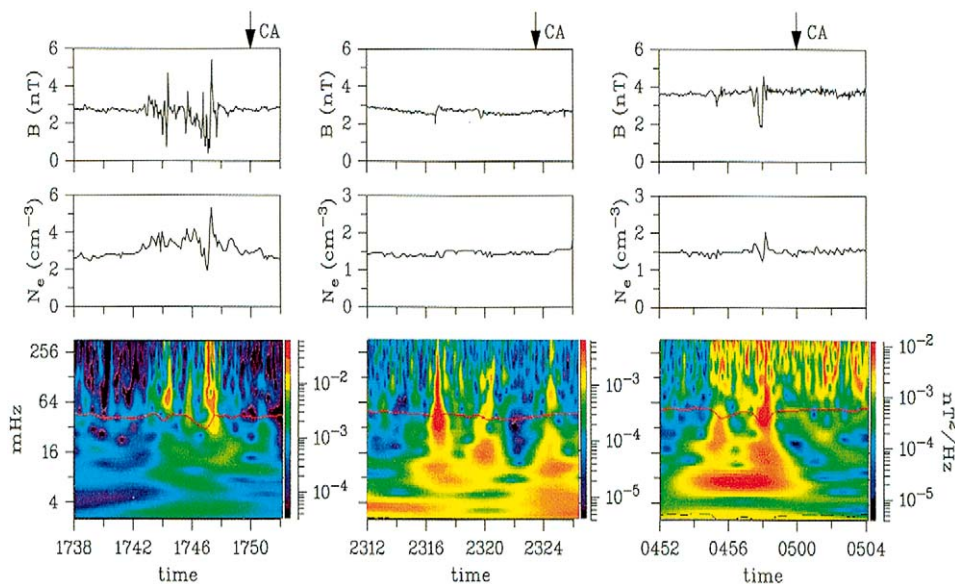 CA
CA
CA
B (nT)
6
4
2
0
B (nT)
6
4
2
0
B (nT)
6
4
2
0
Nₑ (cm⁻³)
6
4
2
0
Nₑ (cm⁻³)
3
2
1
0
Nₑ (cm⁻³)
3
2
1
0
mHz
256
64
16
4
10⁻²
10⁻³
10⁻⁴
10⁻³
10⁻⁴
10⁻⁵
10⁻²
10⁻³
10⁻⁴
10⁻⁵
nT²/Hz
1738 1742 1746 1750
2312 2316 2320 2324
0452 0456 0500 0504
time
time
time